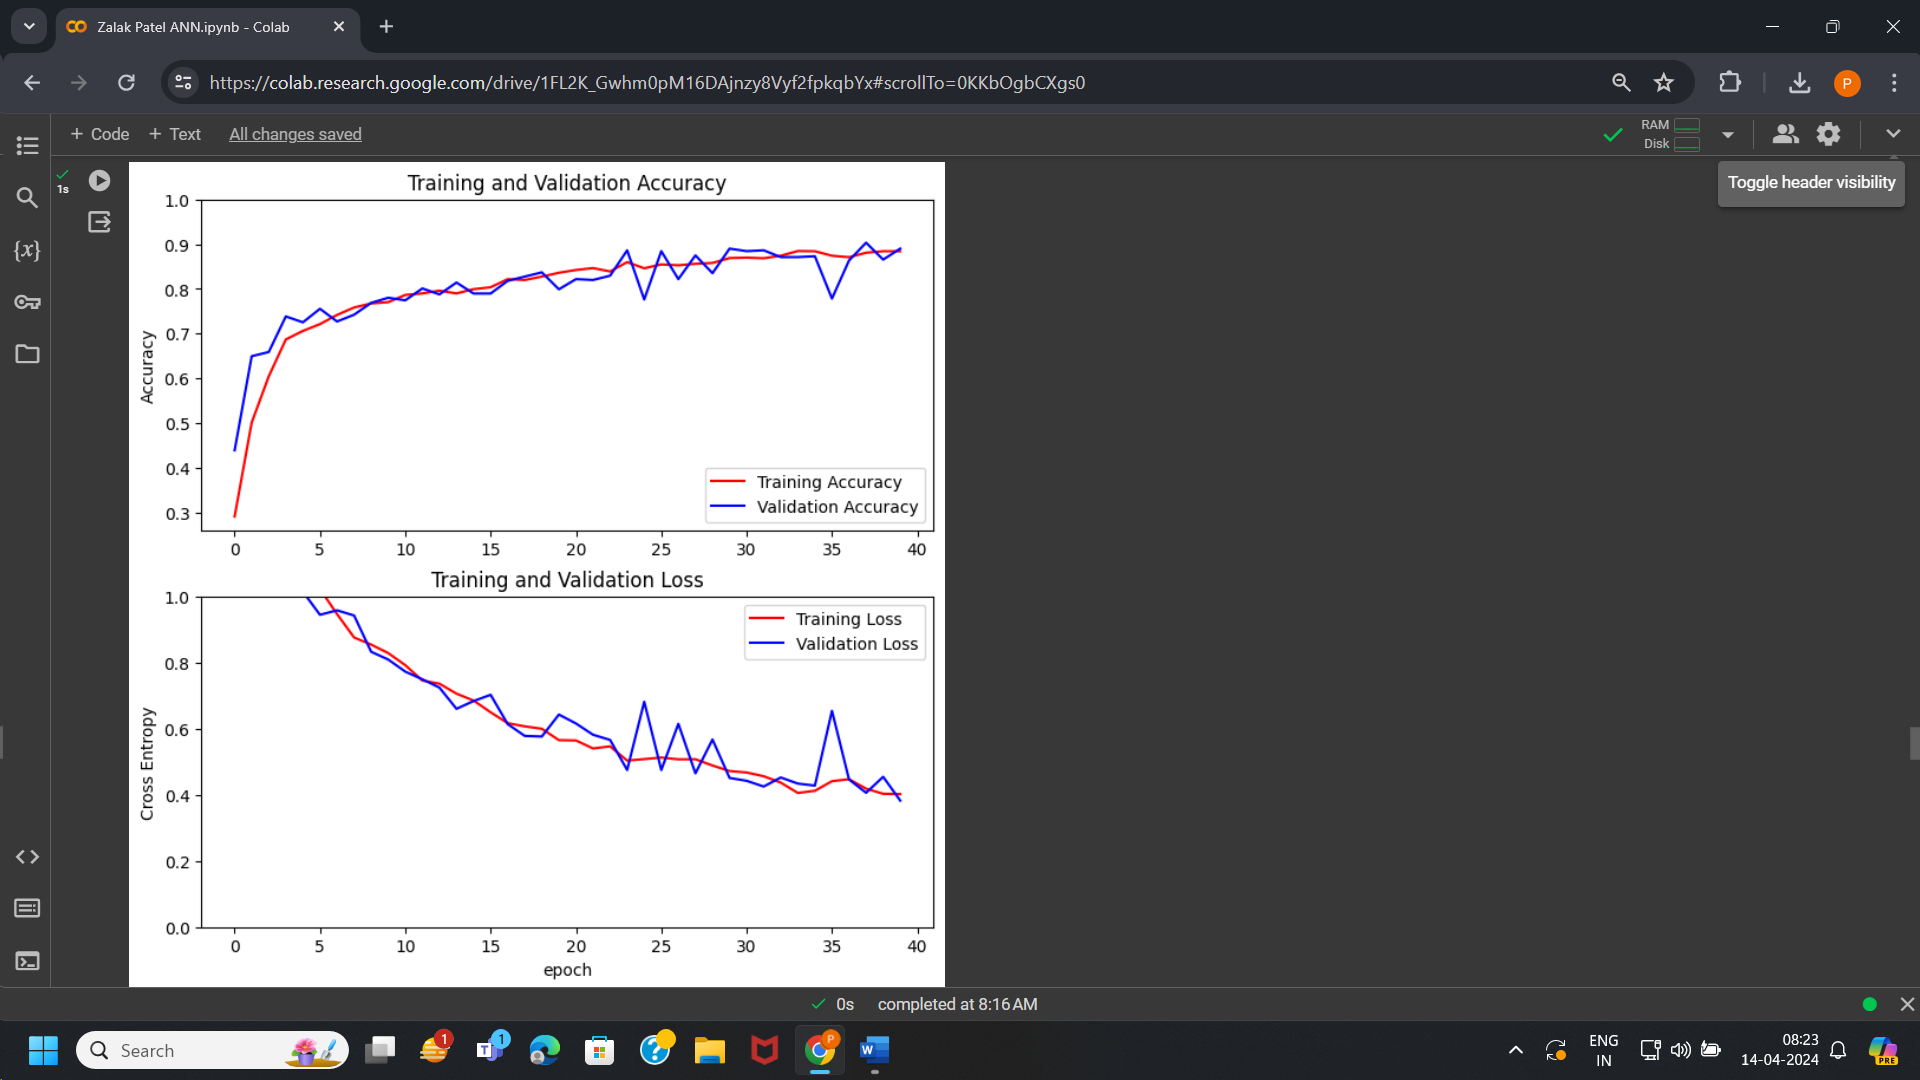 Zalak Patel ANN.ipynb - Colab
https://colab.research.google.com/drive/1FL2K_Gwhm0pM16DAjnzy8Vyf2fpkqbYx#scrollTo=0KKbOgbCXgs0
P
+ Code + Text All changes saved
RAM
Disk
Toggle header visibility
1s
{x}
Training and Validation Accuracy
1.0
0.9
0.8
0.7
0.6
0.5
0.4
0.3
Accuracy
Training Accuracy
Validation Accuracy
0 5 10 15 20 25 30 35 40
Training and Validation Loss
1.0
0.8
0.6
0.4
0.2
0.0
Cross Entropy
Training Loss
Validation Loss
0 5 10 15 20 25 30 35 40
epoch
0s completed at 8:16 AM
Search
1
T 1
P
W
ENG
IN
08:23
14-04-2024
PRE